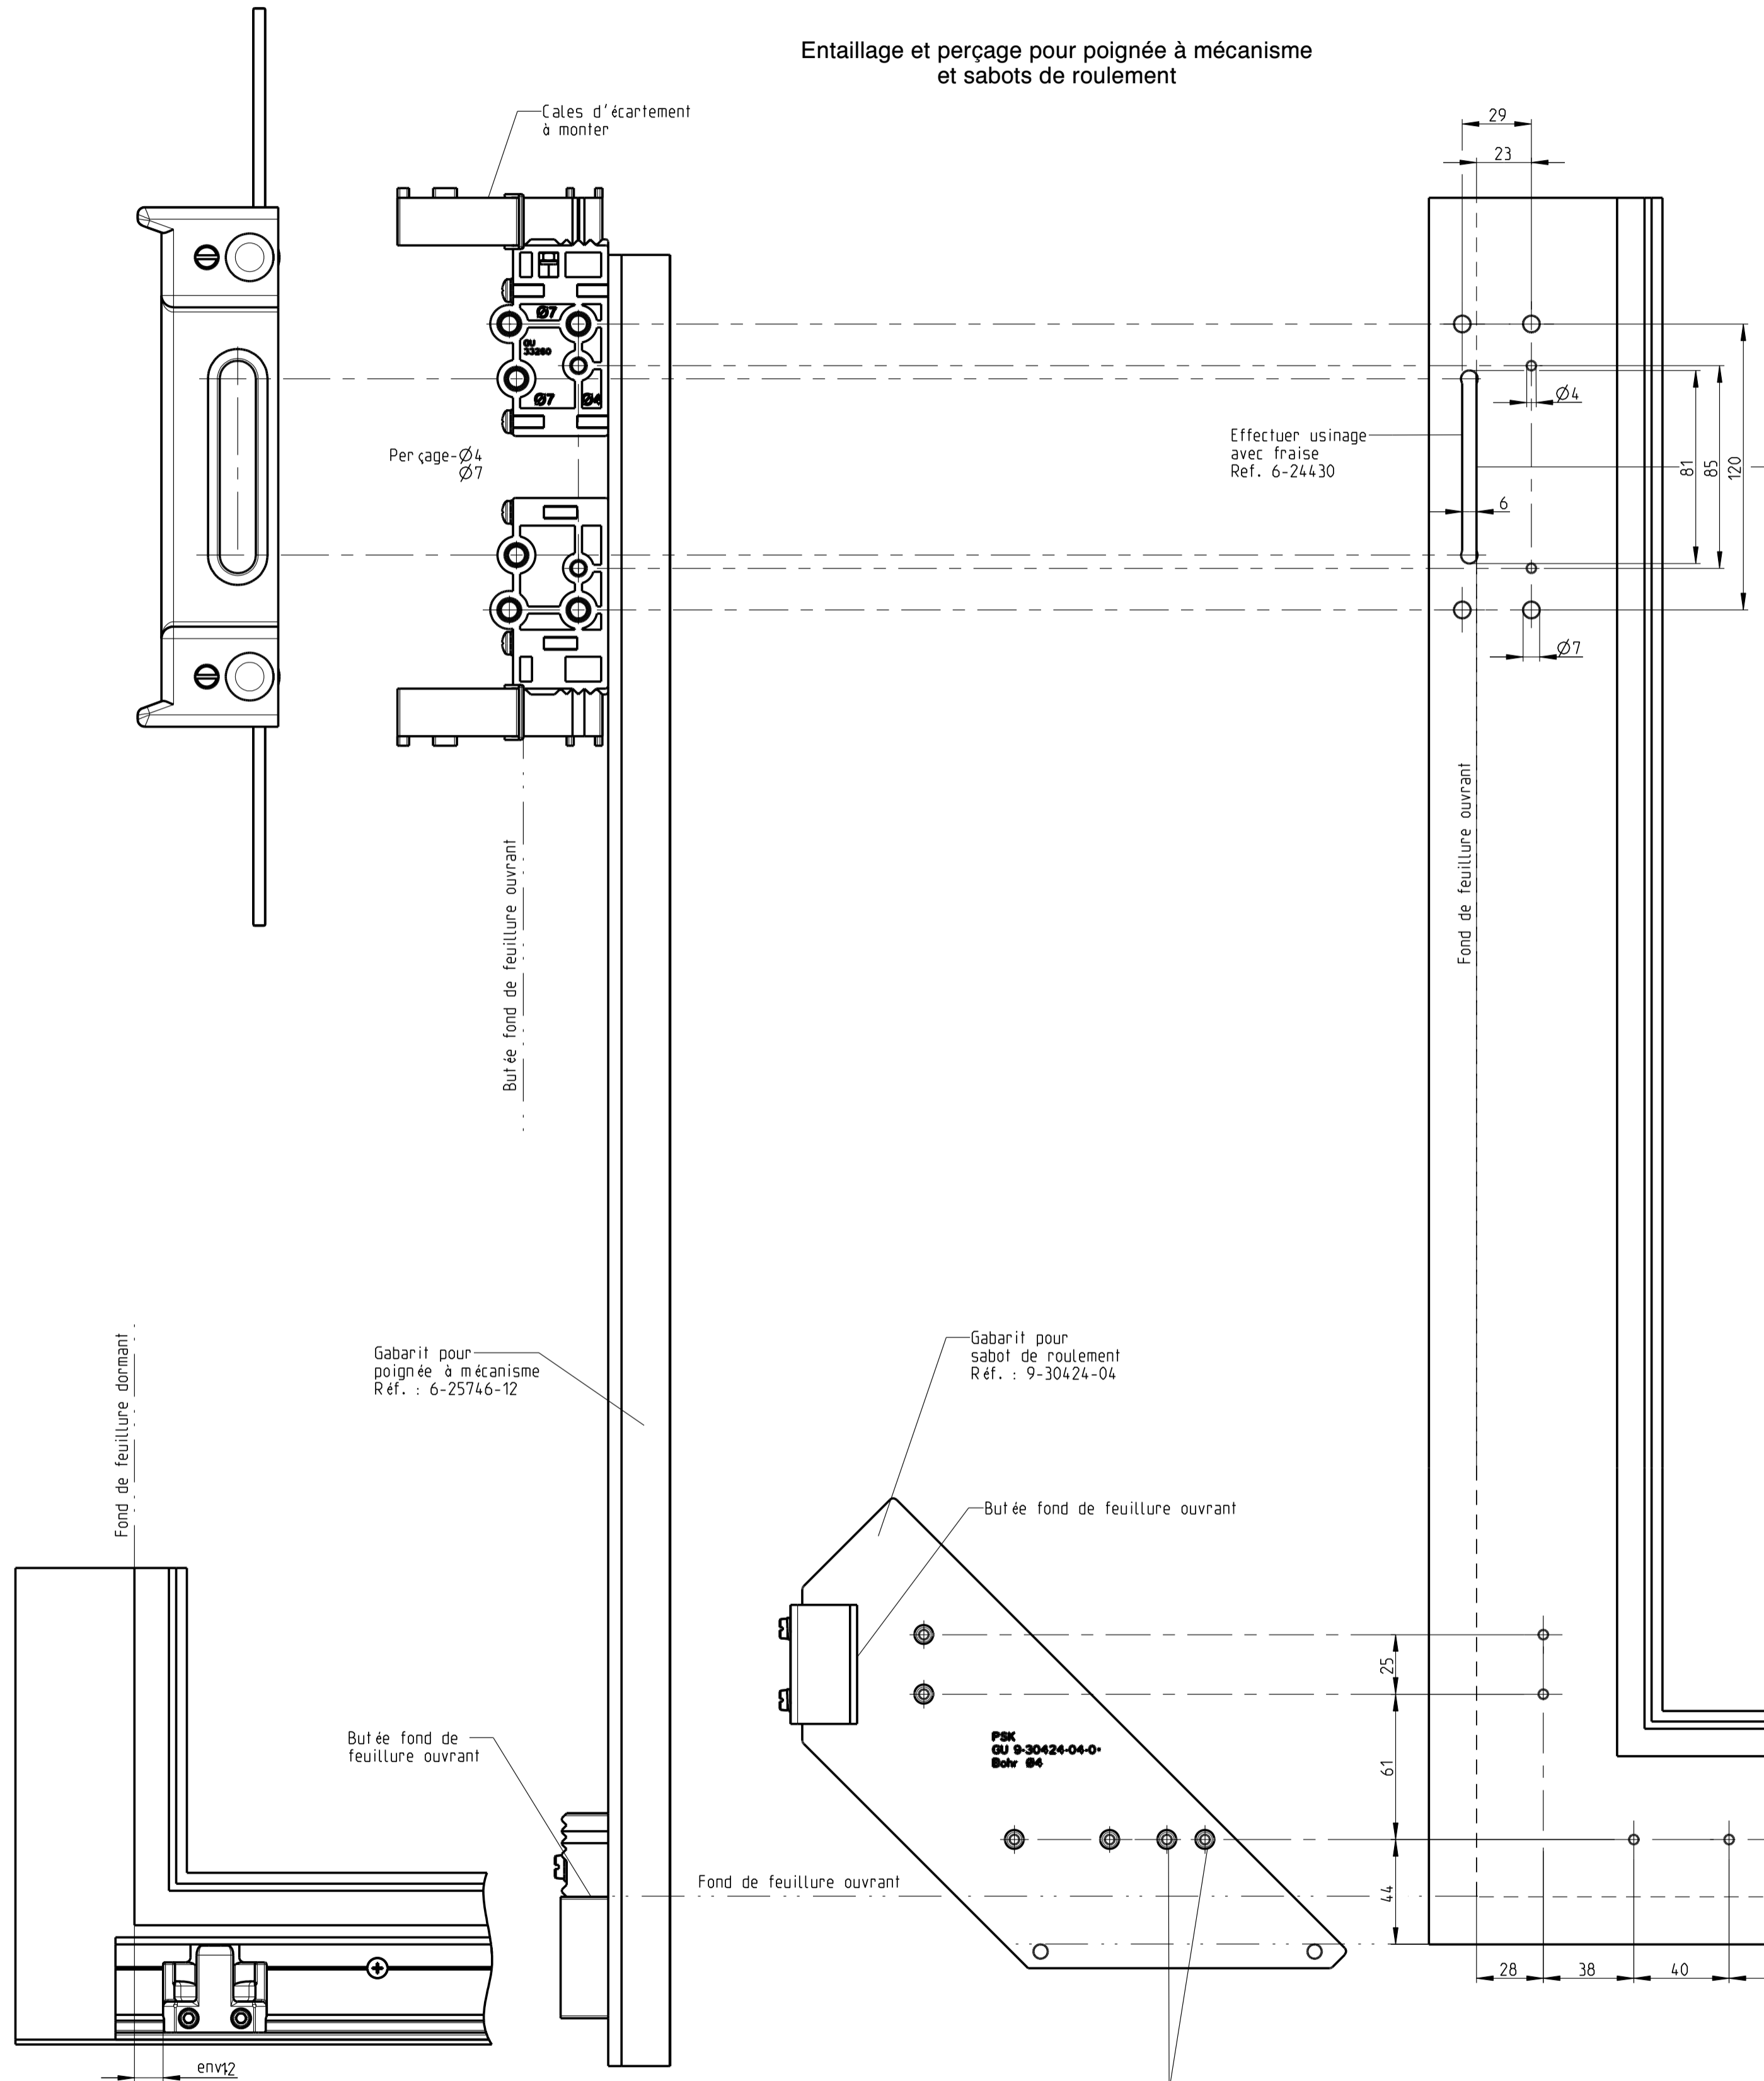 Entaillage et perçage pour poignée à mécanisme
et sabots de roulement
Cales d'écartement
à monter
29
23
Ø7
GU
33260
Ø7
Ø4
Perçage-Ø4
Ø7
Effectuer usinage
avec fraise
Ref. 6-24430
Ø4
81
85
120
6
Ø7
Butée fond de feuillure ouvrant
Fond de feuillure ouvrant
Fond de feuillure dormant
Gabarit pour
poignée à mécanisme
Réf. : 6-25746-12
Gabarit pour
sabot de roulement
Réf. : 9-30424-04
Butée fond de feuillure ouvrant
25
61
44
PSK
GU 9-30424-04-0-
Bohr Ø4
Butée fond de
feuillure ouvrant
Fond de feuillure ouvrant
28
38
40
env12